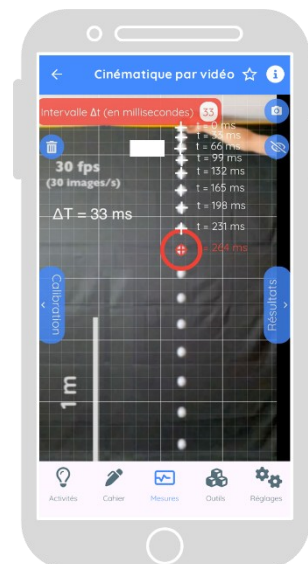 Cinématique par vidéo
Intervalle Δt (en millisecondes) 33
t = 0 ms
t = 33 ms
t = 66 ms
t = 99 ms
t = 132 ms
t = 165 ms
t = 198 ms
t = 231 ms
t = 264 ms
30 fps
(30 images/s)
ΔT = 33 ms
Calibration
Résultats
1 m
Activités
Cahier
Mesures
Outils
Réglages